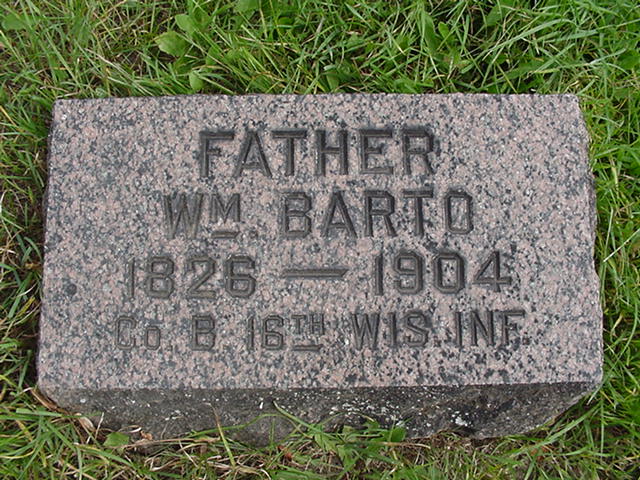 FATHER
WM. BARTO
1826 — 1904
Co. B 16TH WIS. INF.